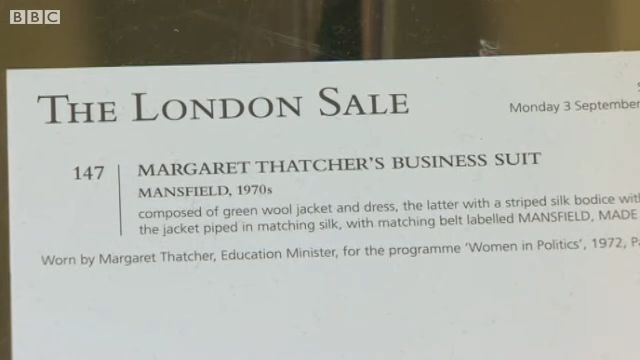 BBC
THE LONDON SALE
Monday 3 September
147
MARGARET THATCHER'S BUSINESS SUIT
MANSFIELD, 1970s
composed of green wool jacket and dress, the latter with a striped silk bodice
the jacket piped in matching silk, with matching belt labelled MANSFIELD, MADE
Worn by Margaret Thatcher, Education Minister, for the programme 'Women in Politics', 1972,